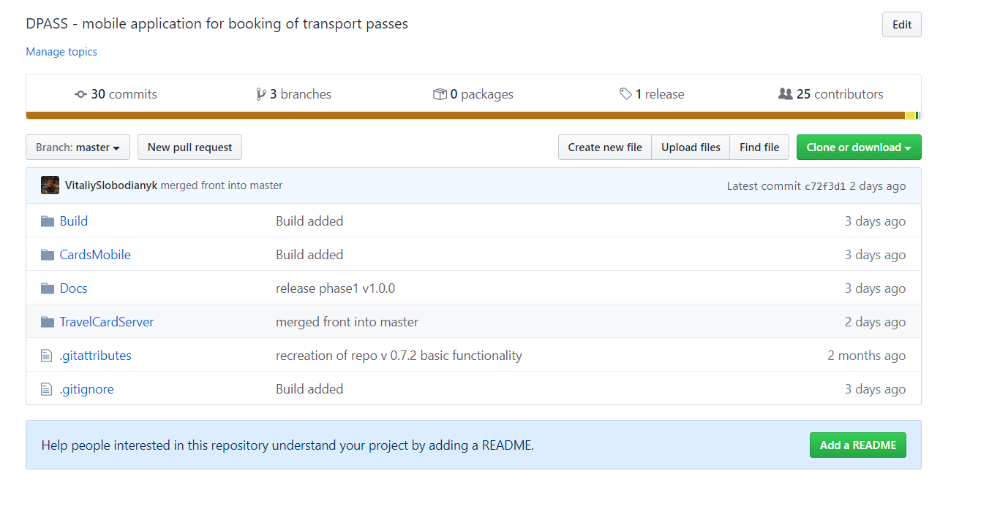 DPASS - mobile application for booking of transport passes
Edit
Manage topics
30 commits 3 branches 0 packages 1 release 25 contributors
Branch: master New pull request Create new file Upload files Find file Clone or download
VitaliySlobodianyk merged front into master Latest commit c72f3d1 2 days ago
Build Build added 3 days ago
CardsMobile Build added 3 days ago
Docs release phase1 v1.0.0 3 days ago
TravelCardServer merged front into master 2 days ago
.gitattributes recreation of repo v 0.7.2 basic functionality 2 months ago
.gitignore Build added 3 days ago
Help people interested in this repository understand your project by adding a README. Add a README